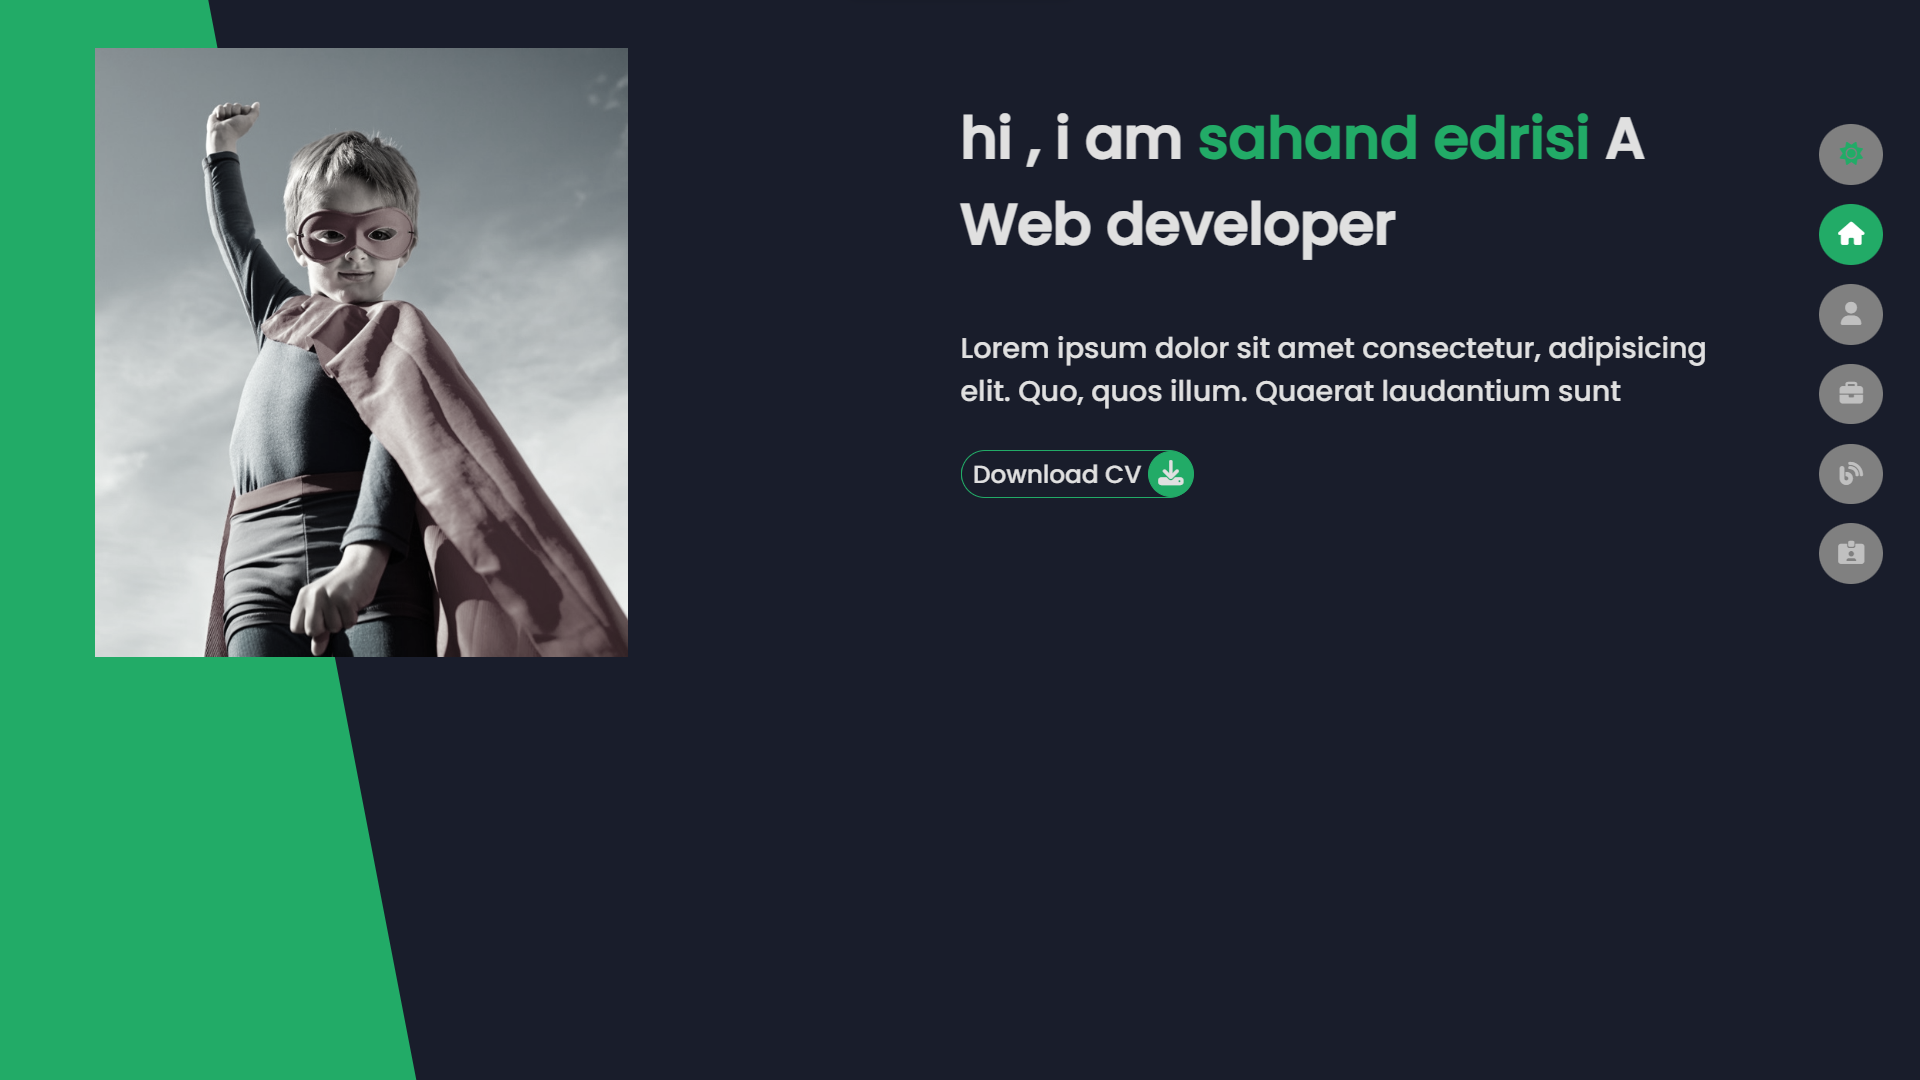 hi , i am sahand edrisi A
Web developer
Lorem ipsum dolor sit amet consectetur, adipisicing
elit. Quo, quos illum. Quaerat laudantium sunt
Download CV